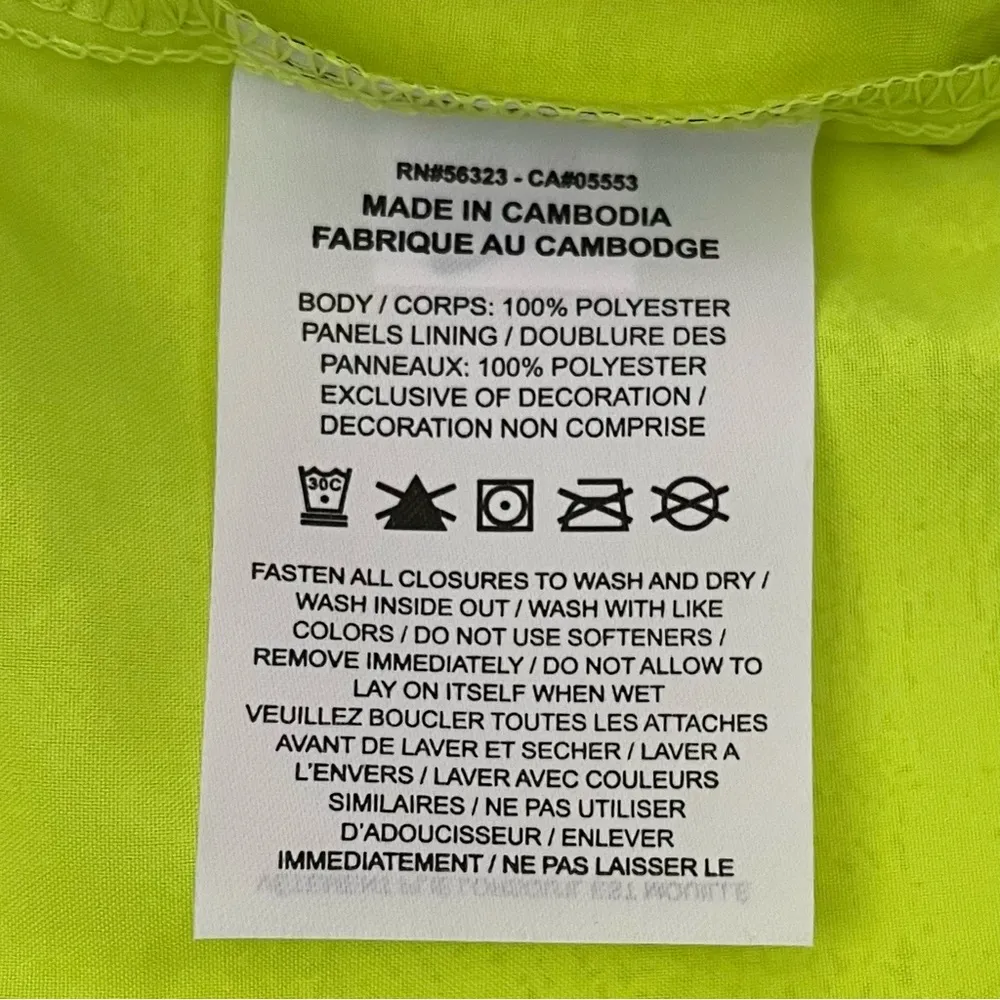 RN#56323 - CA#05553
MADE IN CAMBODIA
FABRIQUE AU CAMBODGE
BODY / CORPS: 100% POLYESTER
PANELS LINING / DOUBLURE DES
PANNEAUX: 100% POLYESTER
EXCLUSIVE OF DECORATION /
DECORATION NON COMPRISE
30C
FASTEN ALL CLOSURES TO WASH AND DRY /
WASH INSIDE OUT / WASH WITH LIKE
COLORS / DO NOT USE SOFTENERS /
REMOVE IMMEDIATELY / DO NOT ALLOW TO
LAY ON ITSELF WHEN WET
VEUILLEZ BOUCLER TOUTES LES ATTACHES
AVANT DE LAVER ET SECHER / LAVER A
L'ENVERS / LAVER AVEC COULEURS
SIMILAIRES / NE PAS UTILISER
D'ADOUCISSEUR / ENLEVER
IMMEDIATEMENT / NE PAS LAISSER LE